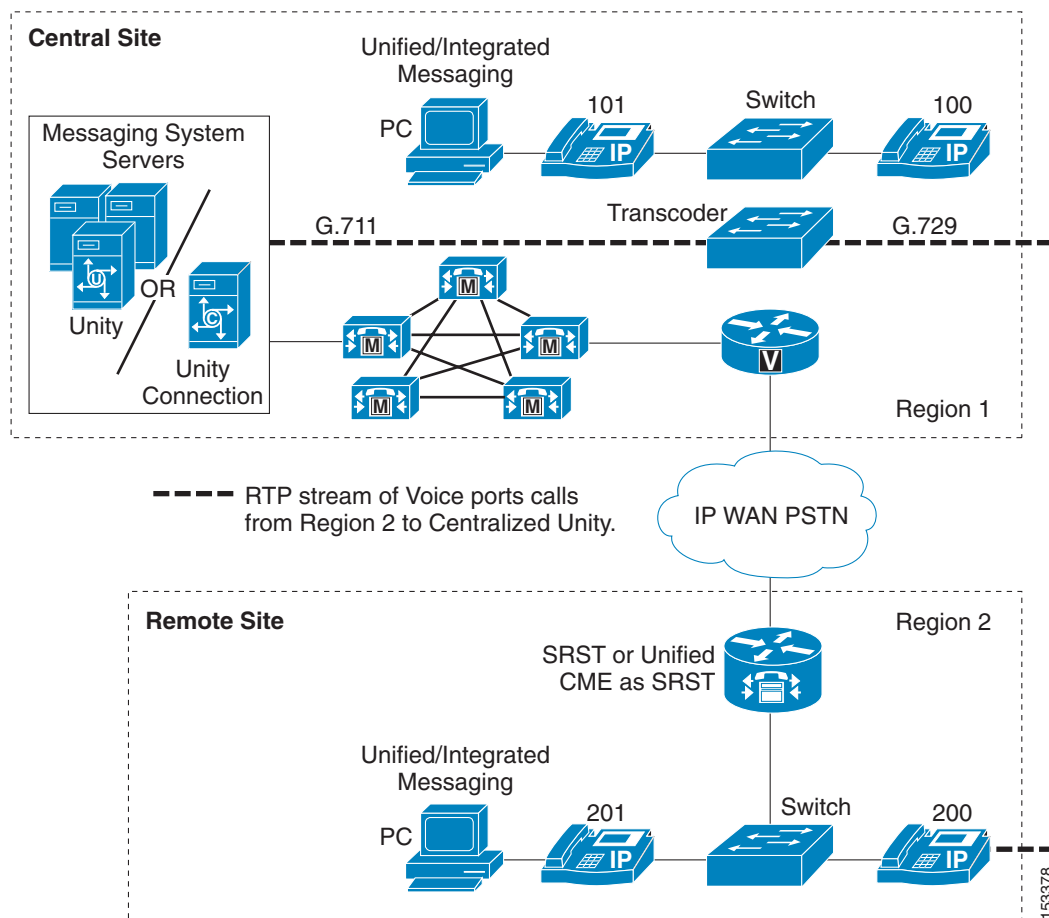 Central Site
Unified/Integrated
Messaging
PC
101
Switch
100
IP
IP
Messaging System
Servers
Transcoder
G.711
G.729
U
OR
Unity
C
Unity
Connection
M
M
M
M
M
V
Region 1
RTP stream of Voice ports calls
from Region 2 to Centralized Unity.
IP WAN PSTN
Remote Site
Region 2
SRST or Unified
CME as SRST
Unified/Integrated
Messaging
PC
201
Switch
200
IP
IP
153378